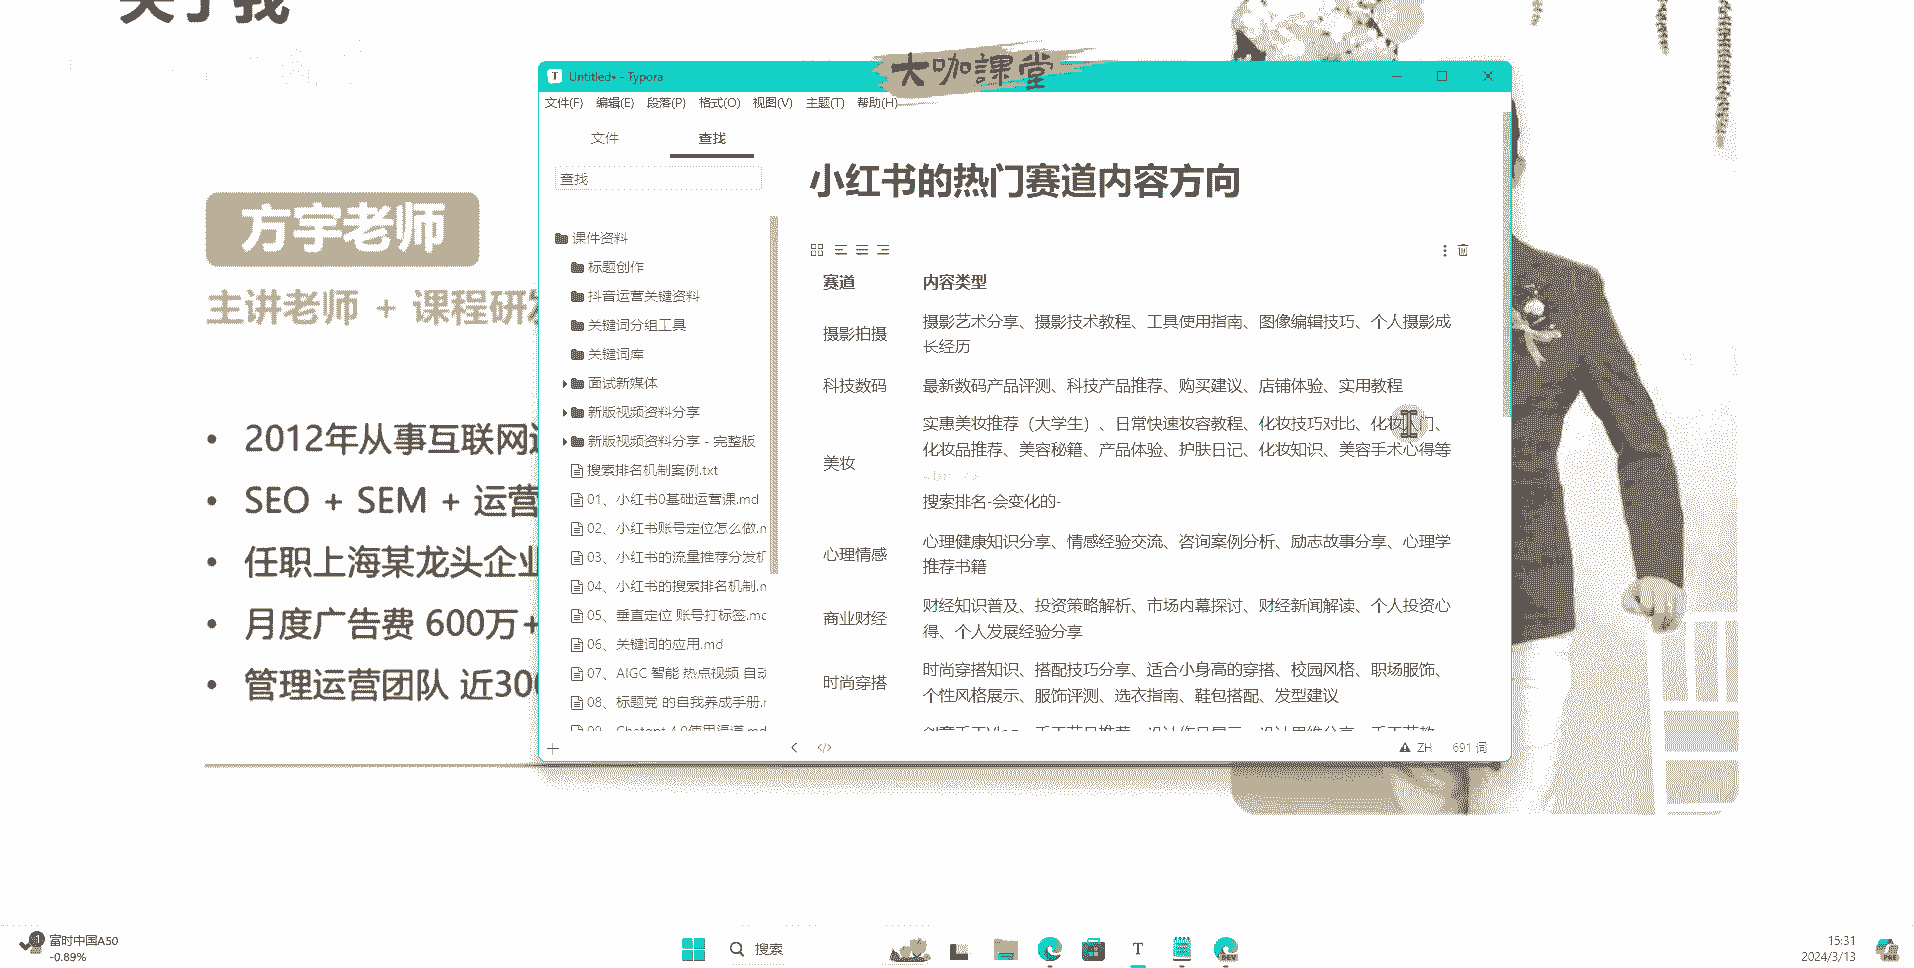 关于我
方宇老师
主讲老师 + 课程研发
• 2012年从事互联网
• SEO + SEM + 运营
• 任职上海某龙头企业
• 月度广告费 600万+
• 管理运营团队 近300
大咖課堂
Untitled• - Typora
文件(F) 编辑(E) 段落(P) 格式(O) 视图(V) 主题(T) 帮助(H)
文件 查找
查找
课件资料
标题创作
抖音运营关键资料
关键词分组工具
关键词库
面试新媒体
新版视频资料分享
新版视频资料分享 - 完整版
搜索排名机制案例.txt
01、小红书0基础运营课.md
02、小红书账号定位怎么做.m
03、小红书的流量推荐分发机
04、小红书的搜索排名机制.m
05、垂直定位 账号打标签.mc
06、关键词的应用.md
07、AIGC 智能 热点视频 自动
08、标题党 的自我养成手册.r
09、Chatgpt 4.0使用渠道.md
小红书的热门赛道内容方向
赛道 内容类型
摄影拍摄 摄影艺术分享、摄影技术教程、工具使用指南、图像编辑技巧、个人摄影成
长经历
科技数码 最新数码产品评测、科技产品推荐、购买建议、店铺体验、实用教程
美妆 实惠美妆推荐（大学生）、日常快速妆容教程、化妆技巧对比、化妆门、
化妆品推荐、美容秘籍、产品体验、护肤日记、化妆知识、美容手术心得等
<br />
搜索排名-会变化的-
心理情感 心理健康知识分享、情感经验交流、咨询案例分析、励志故事分享、心理学
推荐书籍
商业财经 财经知识普及、投资策略解析、市场内幕探讨、财经新闻解读、个人投资心
得、个人发展经验分享
时尚穿搭 时尚穿搭知识、搭配技巧分享、适合小身高的穿搭、校园风格、职场服饰、
个性风格展示、服饰评测、选衣指南、鞋包搭配、发型建议
ZH 691 词
富时中国A50
-0.89%
搜索
15:31
2024/3/13